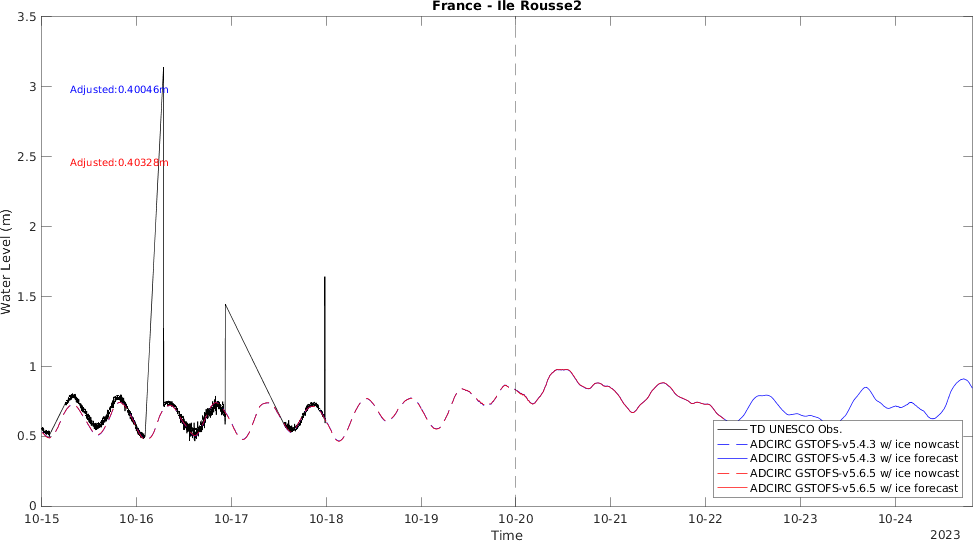 France - Ile Rousse2
3.5
3
2.5
2
1.5
1
0.5
0
Water Level (m)
Adjusted:0.40046m
Adjusted:0.40328m
TD UNESCO Obs.
ADCIRC GSTOFS-v5.4.3 w/ ice nowcast
ADCIRC GSTOFS-v5.4.3 w/ ice forecast
ADCIRC GSTOFS-v5.6.5 w/ ice nowcast
ADCIRC GSTOFS-v5.6.5 w/ ice forecast
10-15 10-16 10-17 10-18 10-19 10-20 10-21 10-22 10-23 10-24
Time
2023